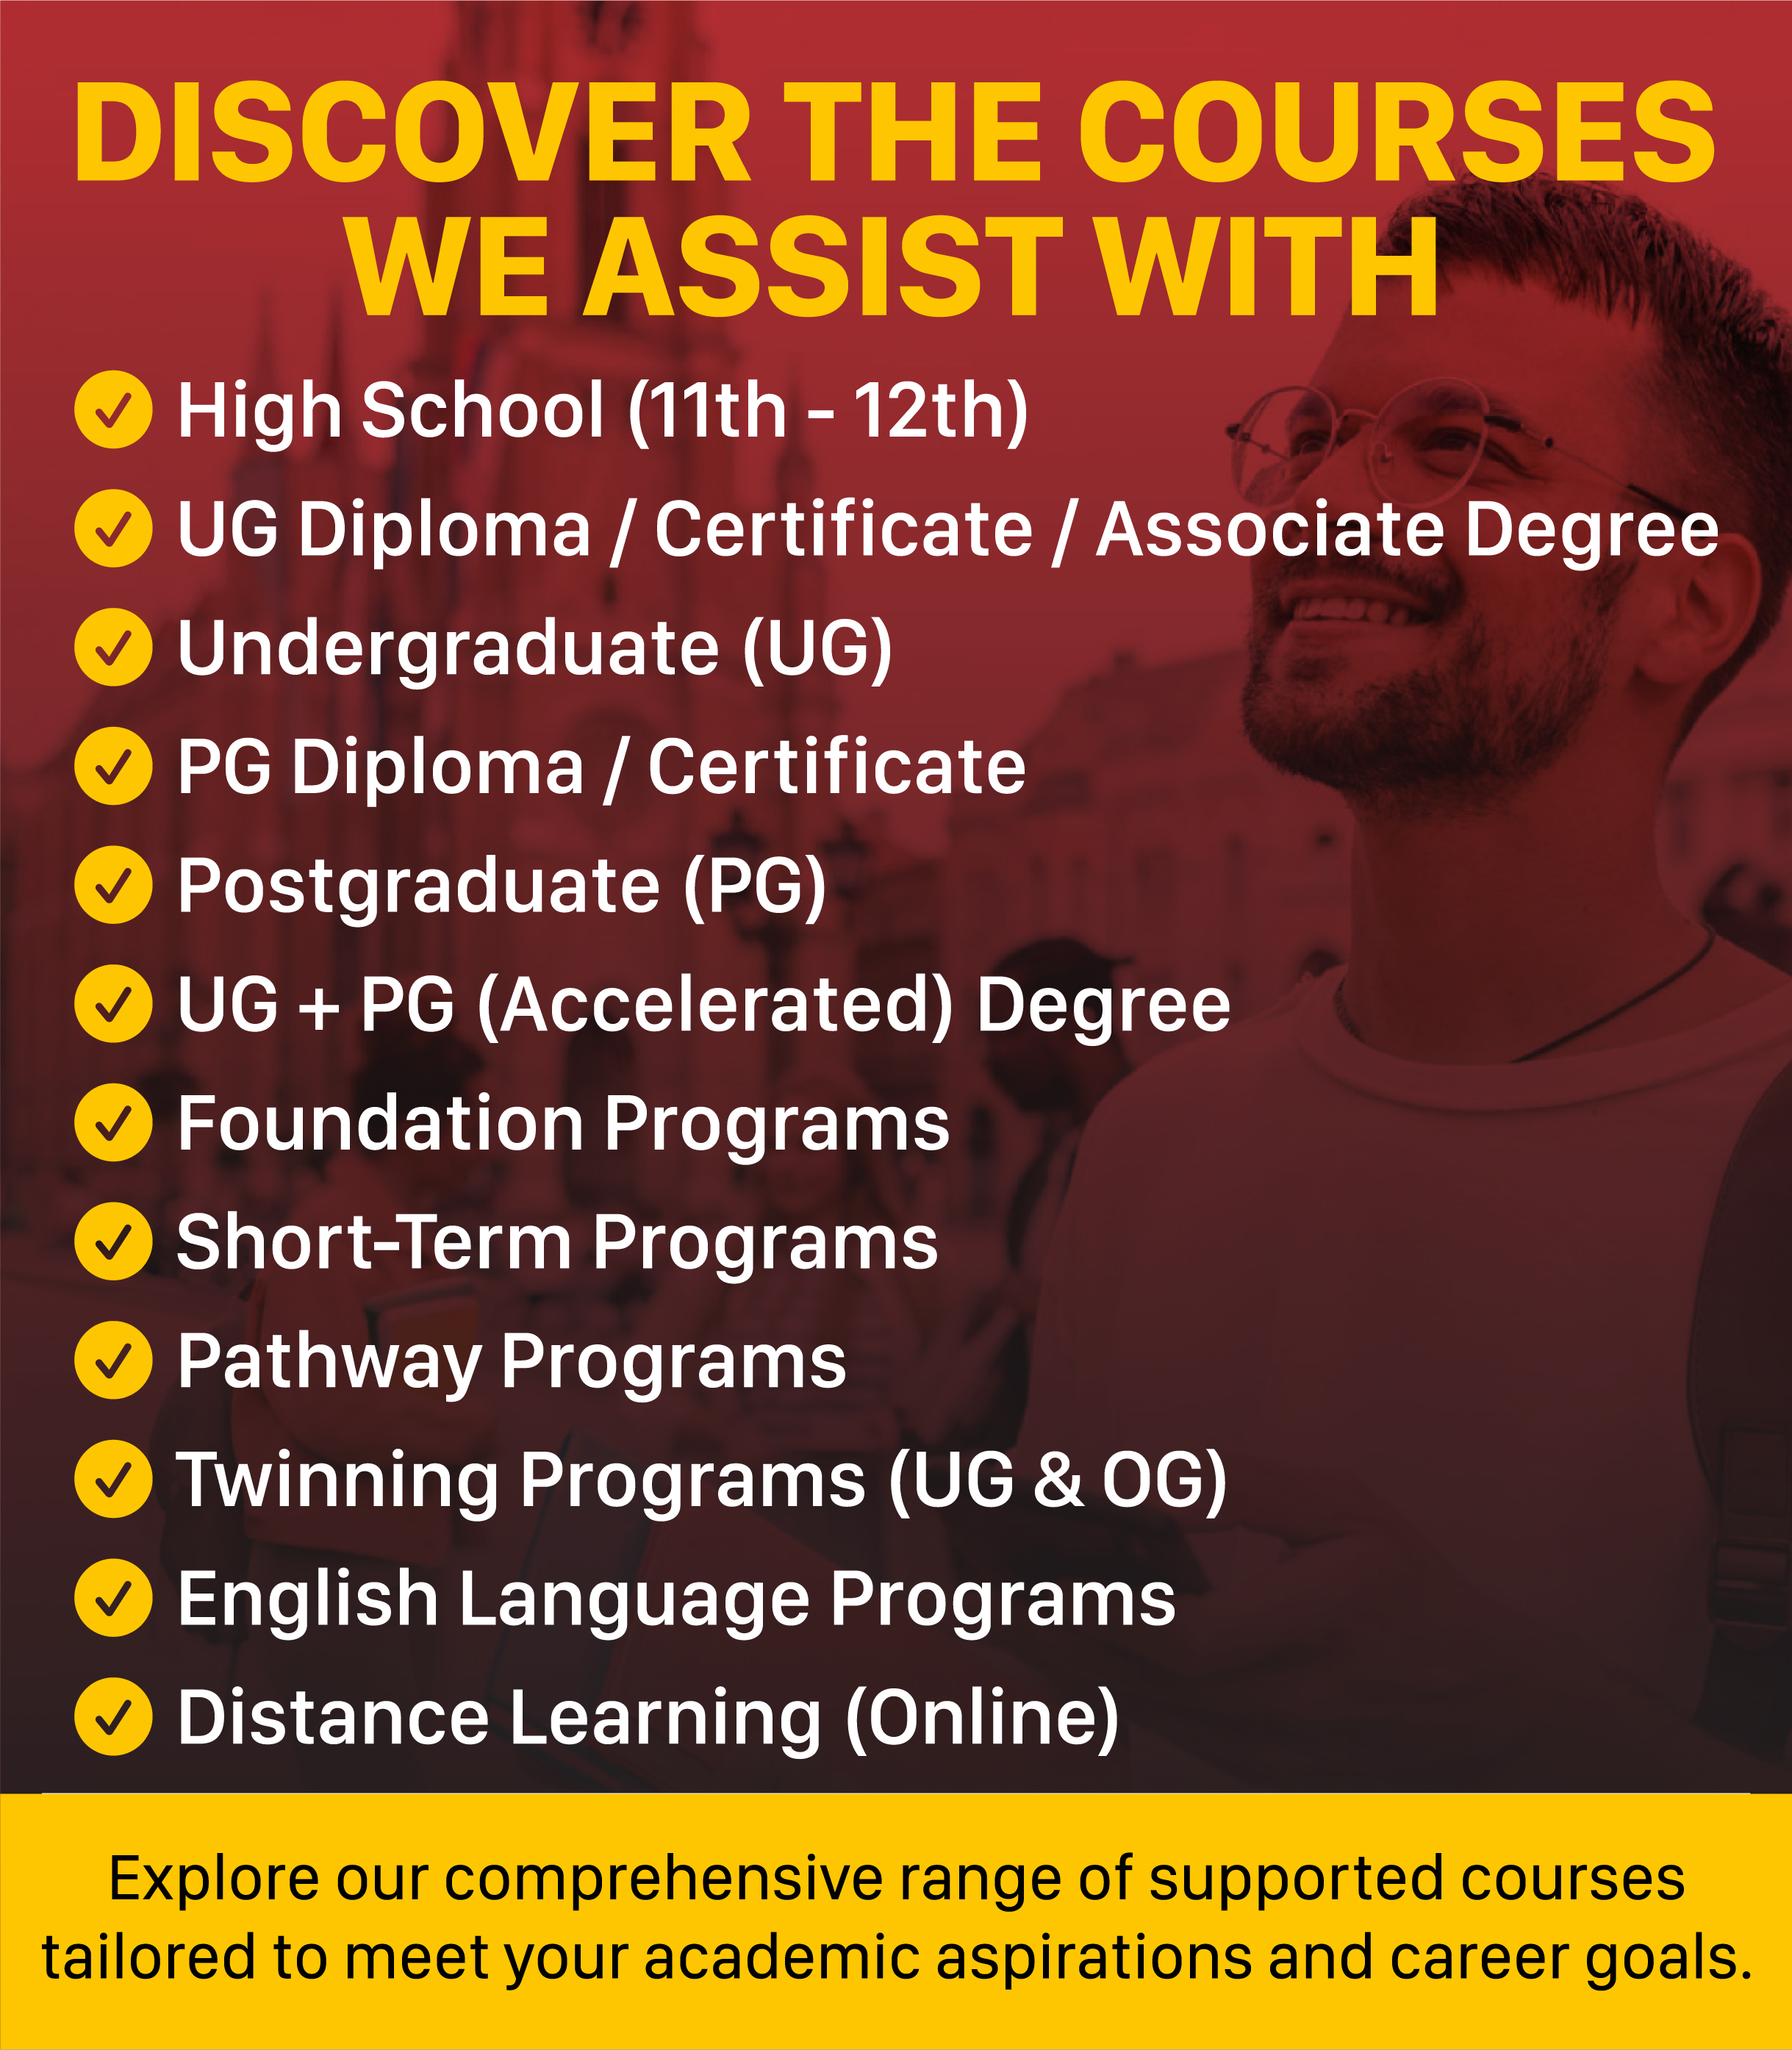 DISCOVER THE COURSES
WE ASSIST WITH
High School (11th - 12th)
UG Diploma / Certificate / Associate Degree
Undergraduate (UG)
PG Diploma / Certificate
Postgraduate (PG)
UG + PG (Accelerated) Degree
Foundation Programs
Short-Term Programs
Pathway Programs
Twinning Programs (UG & OG)
English Language Programs
Distance Learning (Online)
Explore our comprehensive range of supported courses
tailored to meet your academic aspirations and career goals.